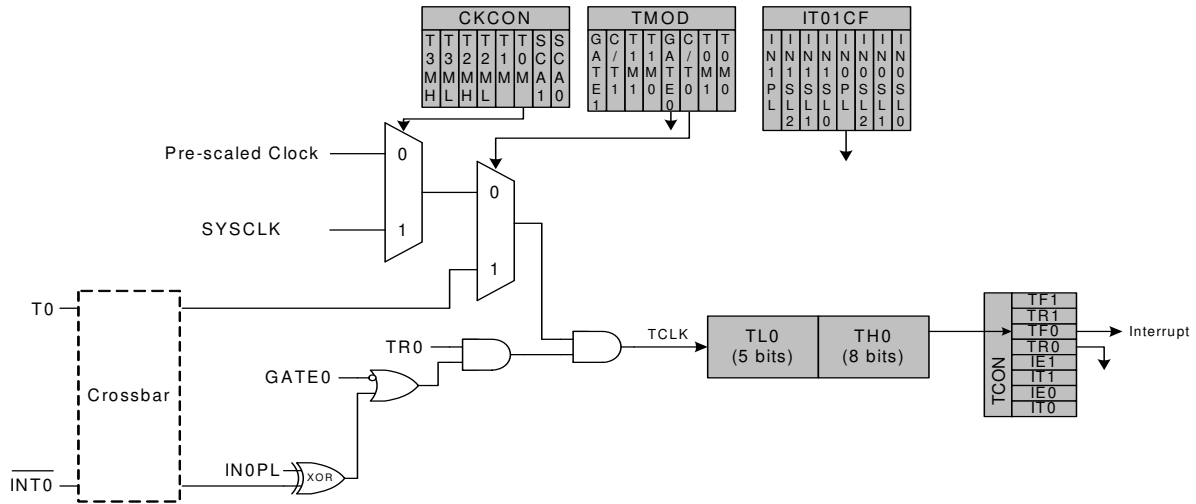 CKCON
T3MH
T3ML
T2MH
T2ML
T1M
T0M
SCA1
SCA0
TMOD
GATE1
C/T1
T1M1
T1M0
GATE0
C/T0
T0M1
T0M0
IT01CF
IN1PL
IN1SL2
IN1SL1
IN1SL0
IN0PL
IN0SL2
IN0SL1
IN0SL0
Pre-scaled Clock
0
SYSCLK
1
0
1
T0
Crossbar
INT0
TR0
GATE0
IN0PL
XOR
TCLK
TL0
(5 bits)
TH0
(8 bits)
TCON
TF1
TR1
TF0
TR0
IE1
IT1
IE0
IT0
Interrupt